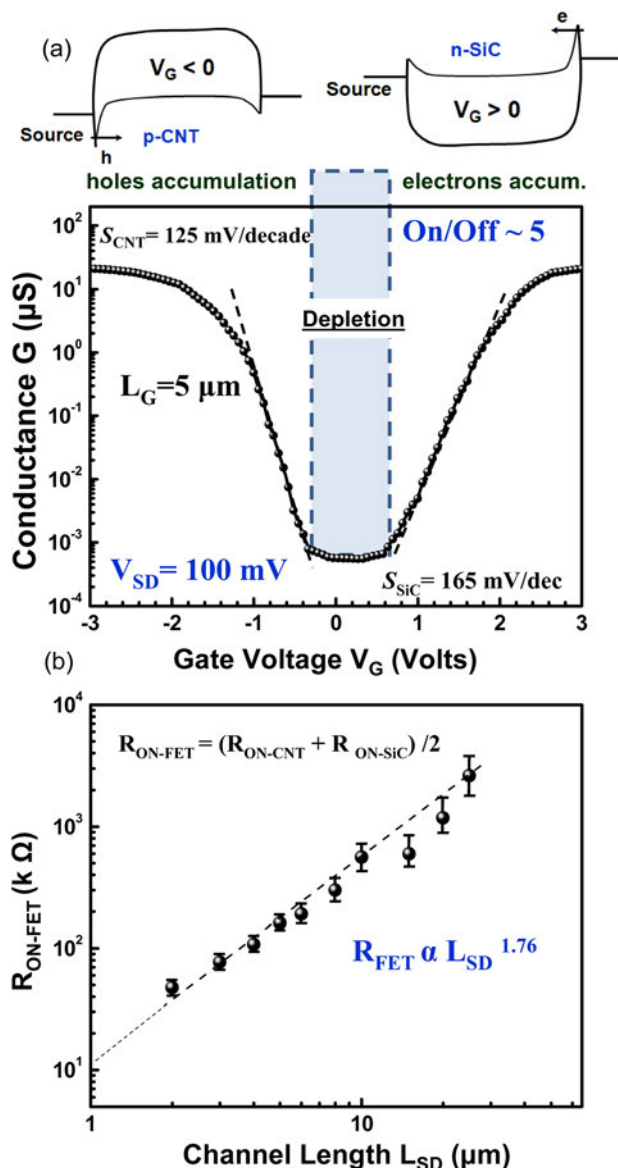 (a)
V_G < 0
Source
p-CNT
h
e
n-SiC
V_G > 0
Source
holes accumulation
electrons accum.
S_CNT= 125 mV/decade
On/Off ~ 5
Depletion
L_G=5 µm
V_SD= 100 mV
S_SiC= 165 mV/dec
10^2
10^1
10^0
10^-1
10^-2
10^-3
10^-4
Conductance G (µS)
-3 -2 -1 0 1 2 3
Gate Voltage V_G (Volts)
(b)
R_ON-FET = (R_ON-CNT + R_ON-SiC) /2
10^4
10^3
10^2
10^1
R_ON-FET (k Ω)
R_FET α L_SD^1.76
1 10
Channel Length L_SD (µm)